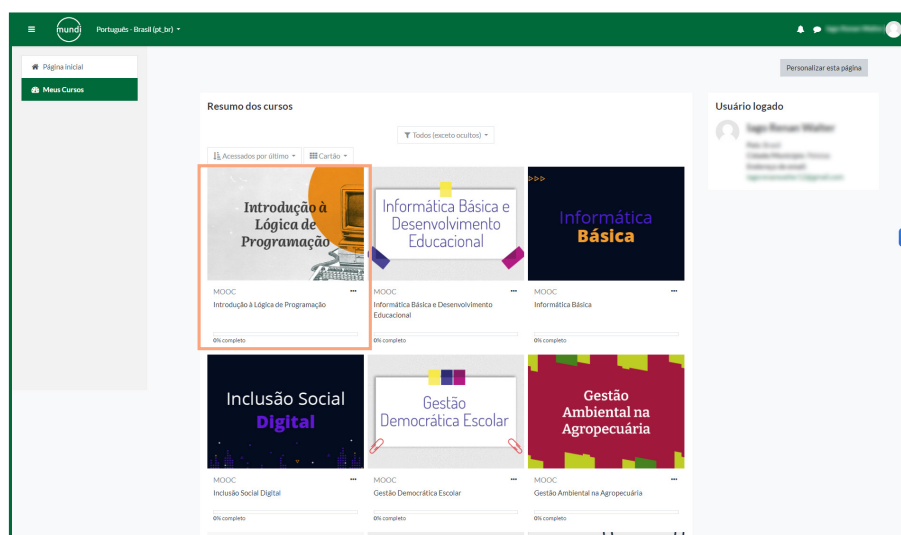 mundi
Português - Brasil (pt_br)
Página inicial
Meus Cursos
Personalizar esta página
Resumo dos cursos
Todos (exceto ocultos)
Acessados por último
Cartão
Usuário logado
Introdução à
Lógica de
Programação
MOOC
Introdução à Lógica de Programação
0% completo
Informática Básica e
Desenvolvimento
Educacional
MOOC
Informática Básica e Desenvolvimento
Educacional
0% completo
Informática
Básica
MOOC
Informática Básica
0% completo
Inclusão Social
Digital
MOOC
Inclusão Social Digital
0% completo
Gestão
Democrática Escolar
MOOC
Gestão Democrática Escolar
0% completo
Gestão
Ambiental na
Agropecuária
MOOC
Gestão Ambiental na Agropecuária
0% completo